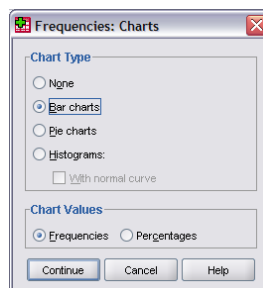 Frequencies: Charts
Chart Type
None
Bar charts
Pie charts
Histograms:
With normal curve
Chart Values
Frequencies Percentages
Continue Cancel Help